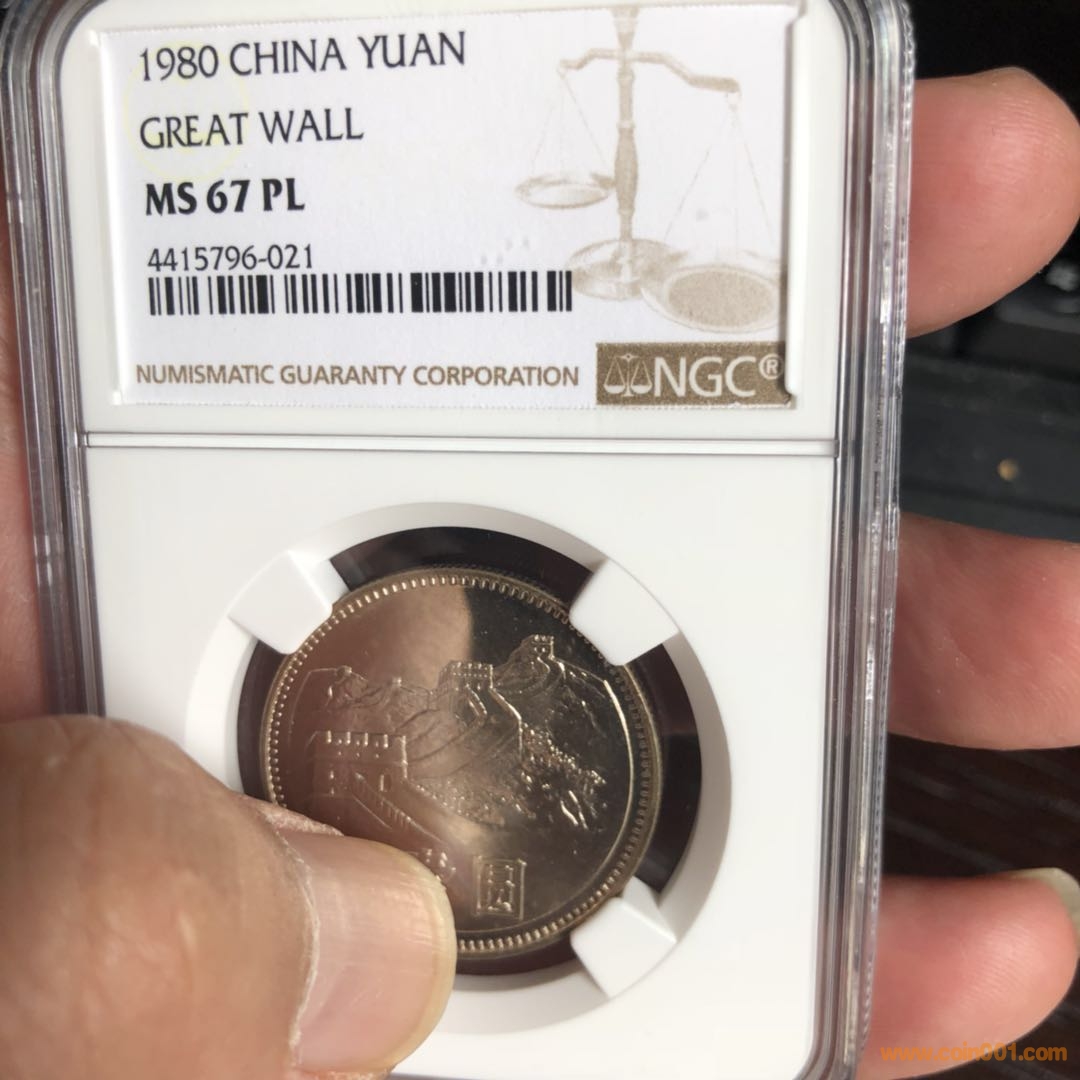 1980 CHINA YUAN
GREAT WALL
MS 67 PL
4415796-021
NUMISMATIC GUARANTY CORPORATION NGC®
圆
www.coin001.com